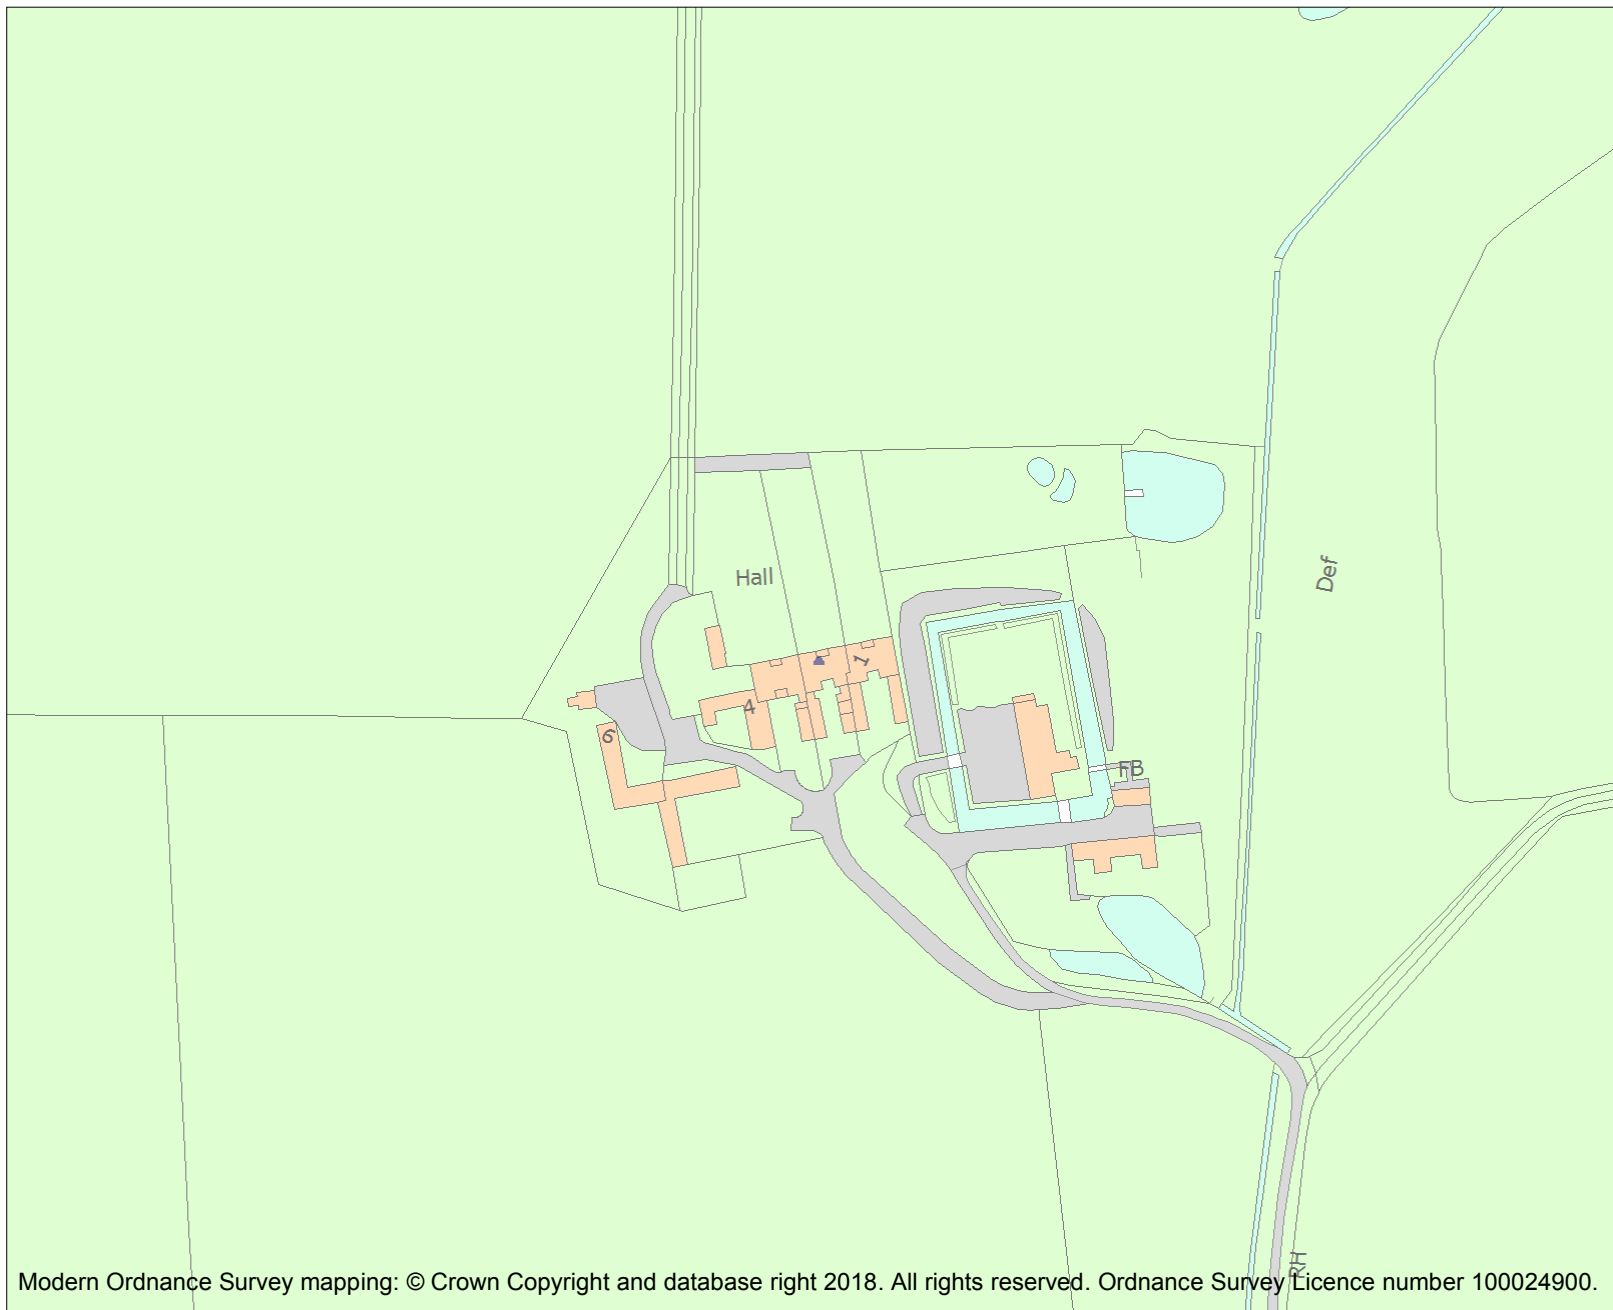 Def
Hall
1
4
6
FB
RH
Modern Ordnance Survey mapping: © Crown Copyright and database right 2018. All rights reserved. Ordnance Survey Licence number 100024900.